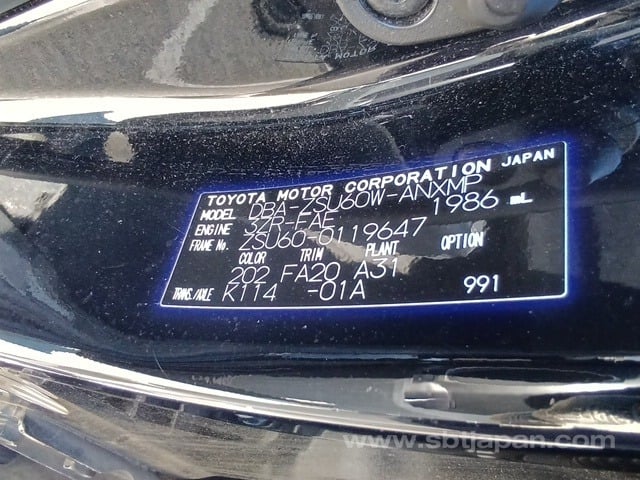 TOYOTA MOTOR CORPORATION JAPAN
MODEL DBA-ZSU60W-ANXMP
ENGINE 3ZR-FAE 1986 mL
FRAME No. ZSU60-0119647
COLOR TRIM PLANT OPTION
202 FA20 A31
TRANS./AXLE K114 -01A 991
www.sbtjapan.com